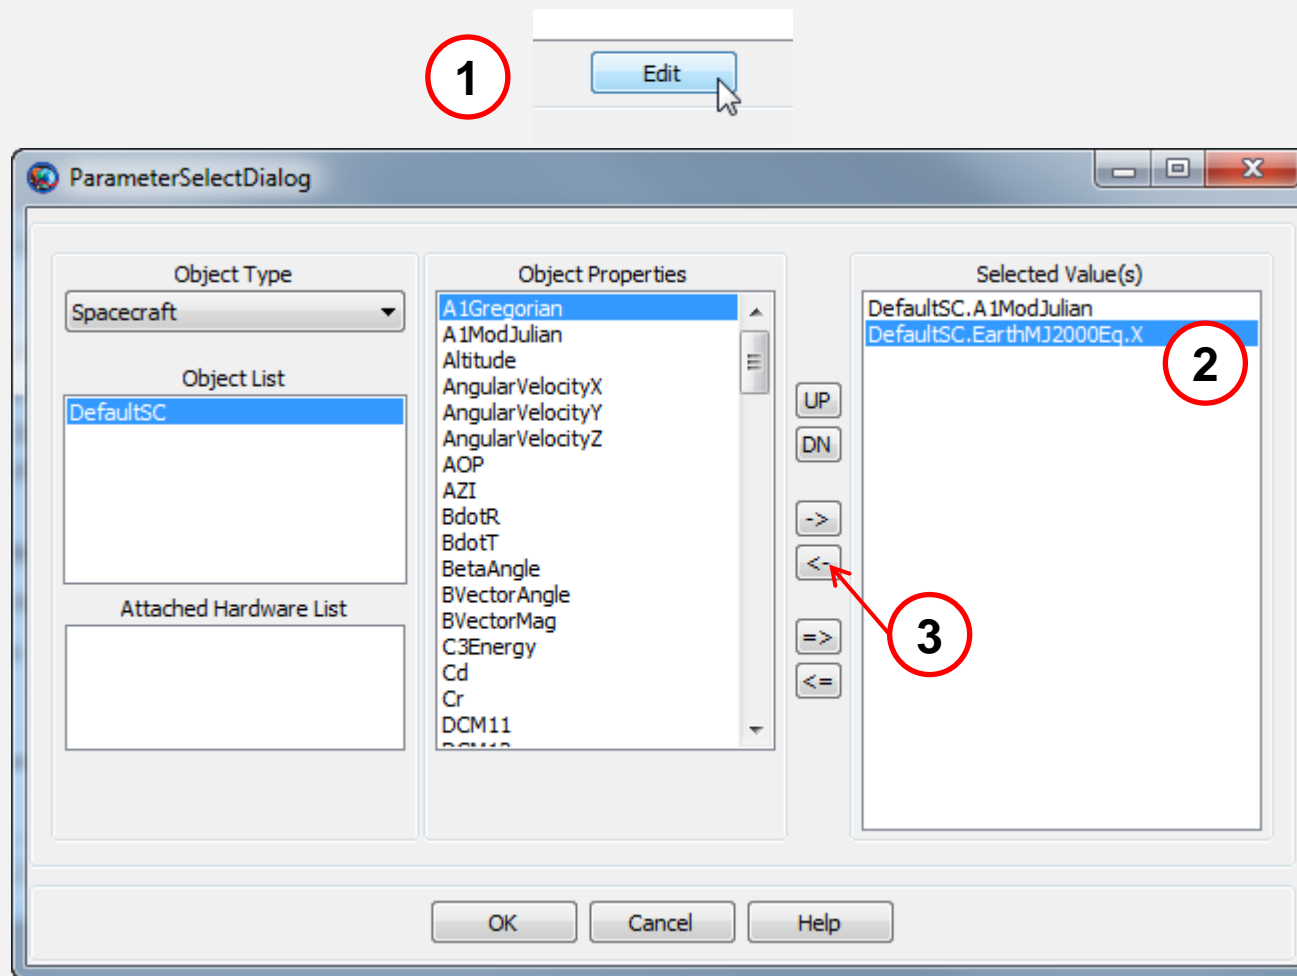 1
Edit
ParameterSelectDialog
Object Type
Spacecraft
Object List
DefaultSC
Attached Hardware List
Object Properties
A1Gregorian
A1ModJulian
Altitude
AngularVelocityX
AngularVelocityY
AngularVelocityZ
AOP
AZI
BdotR
BdotT
BetaAngle
BVectorAngle
BVectorMag
C3Energy
Cd
Cr
DCM11
UP
DN
->
<-
=>
<=
3
Selected Value(s)
DefaultSC.A1ModJulian
DefaultSC.EarthMJ2000Eq.X
2
OK
Cancel
Help